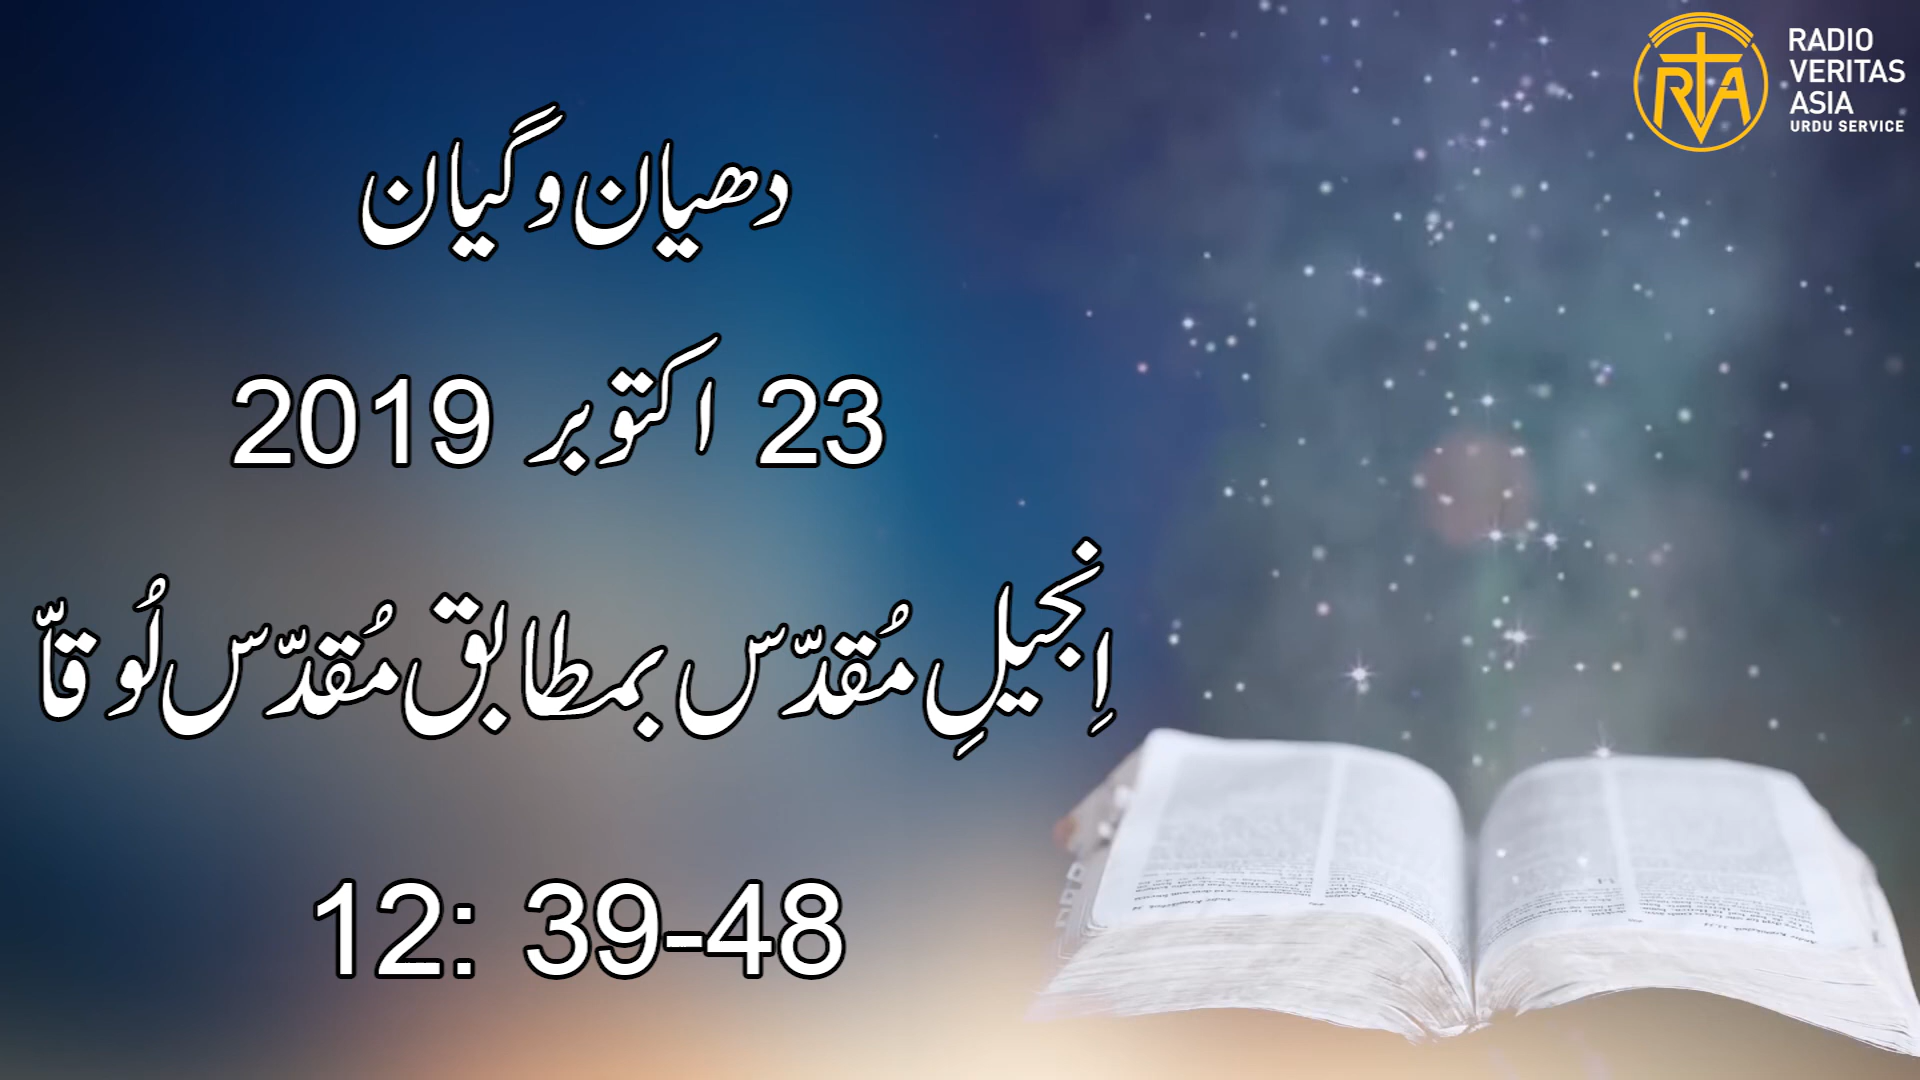 RADIO
VERITAS
ASIA
URDU SERVICE
دھیان و گیان
23 اکتوبر 2019
اِنجیلِ مُقدّس بمطابق مُقدّس لُوقاّ
12: 39-48